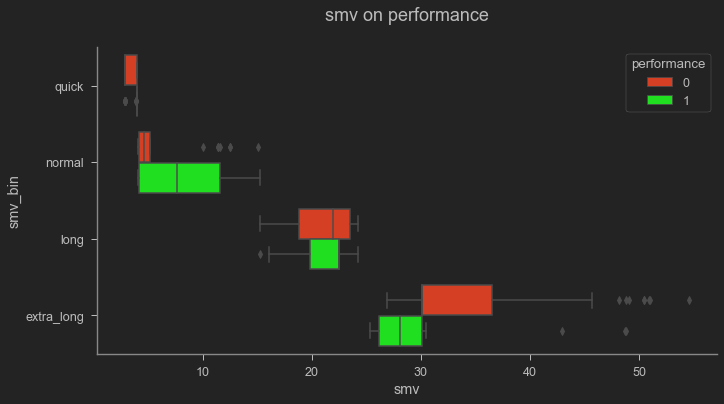 smv on performance
performance
0
1
smv_bin
quick
normal
long
extra_long
10 20 30 40 50
smv